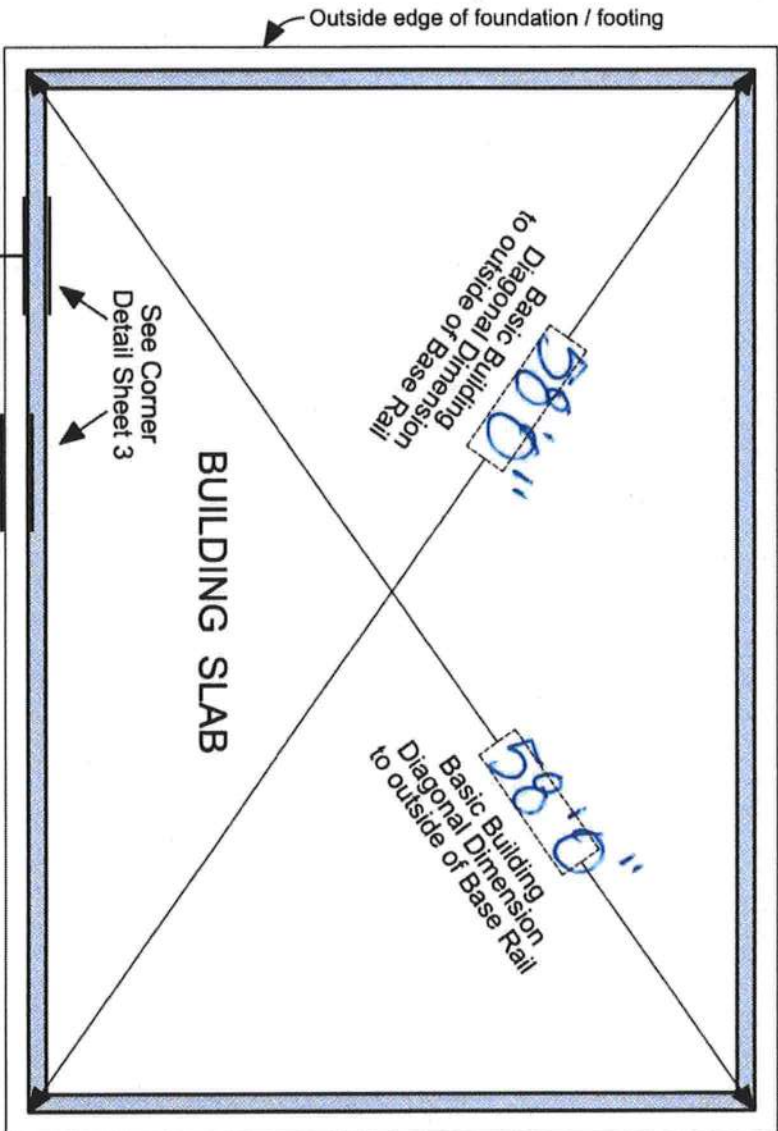 Outside edge of foundation / footing
58'0"
Basic Building
Diagonal Dimension
to outside of Base Rail
58'0"
Basic Building
Diagonal Dimension
to outside of Base Rail
BUILDING SLAB
See Corner
Detail Sheet 3